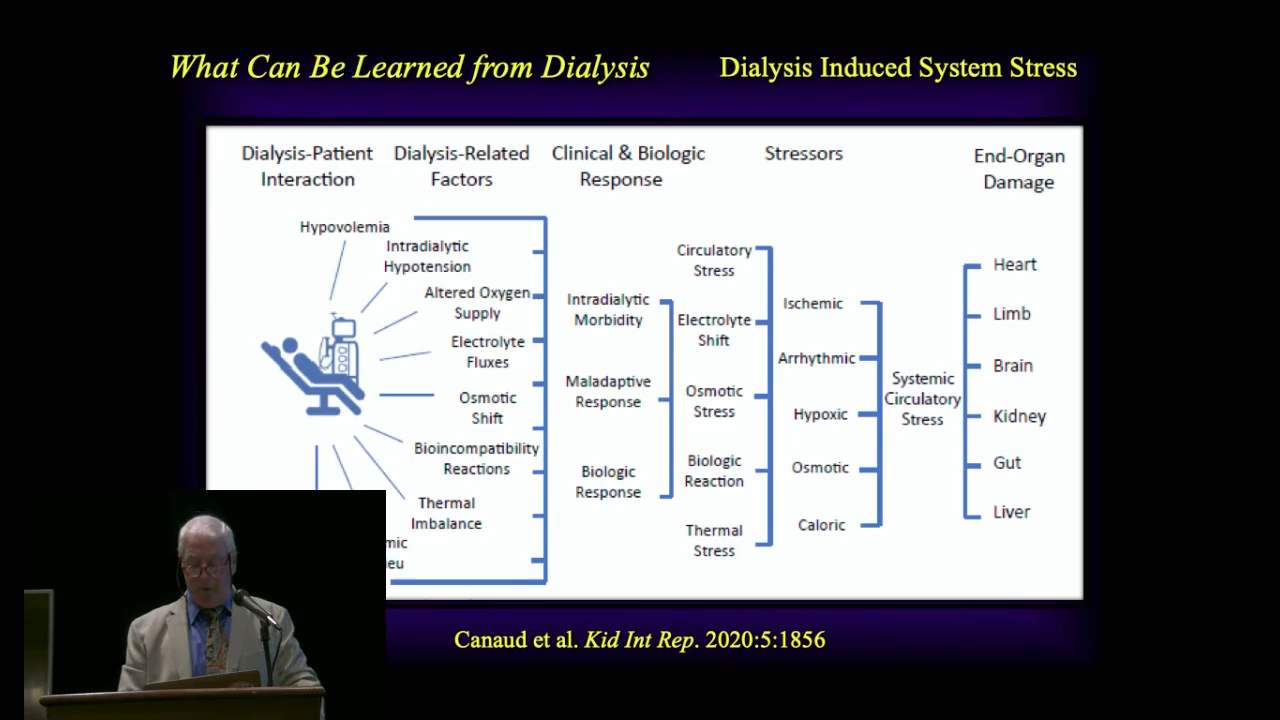 What Can Be Learned from Dialysis
Dialysis Induced System Stress
Dialysis-Patient
Interaction
Dialysis-Related
Factors
Clinical & Biologic
Response
Stressors
End-Organ
Damage
Hypovolemia
Intradialytic
Hypotension
Altered Oxygen
Supply
Electrolyte
Fluxes
Osmotic
Shift
Bioincompatibility
Reactions
Thermal
Imbalance
mic
eu
Intradialytic
Morbidity
Maladaptive
Response
Biologic
Response
Circulatory
Stress
Electrolyte
Shift
Osmotic
Stress
Biologic
Reaction
Thermal
Stress
Ischemic
Arrhythmic
Hypoxic
Osmotic
Caloric
Systemic
Circulatory
Stress
Heart
Limb
Brain
Kidney
Gut
Liver
Canaud et al. Kid Int Rep. 2020:5:1856